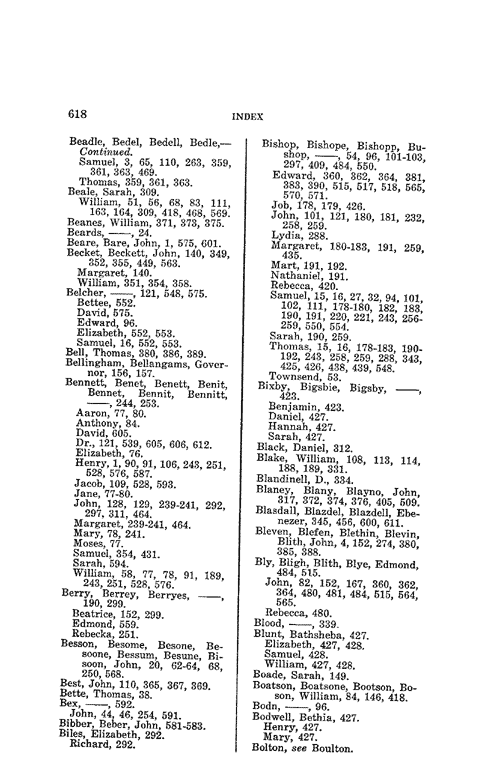 618
INDEX
Beadle, Bedel, Bedell, Bedle,—
Continued.
Samuel, 3, 65, 110, 263, 359,
361, 363, 469.
Thomas, 359, 361, 363.
Beale, Sarah, 309.
William, 51, 56, 68, 83, 111,
163, 164, 309, 418, 468, 569.
Beanes, William, 371, 373, 375.
Beards, ——, 24.
Beare, Bare, John, 1, 575, 601.
Becket, Beckett, John, 140, 349,
352, 355, 449, 563.
Margaret, 140.
William, 351, 354, 358.
Belcher, ——, 121, 548, 575.
Bettee, 552.
David, 575.
Edward, 96.
Elizabeth, 552, 553.
Samuel, 16, 552, 553.
Bell, Thomas, 380, 386, 389.
Bellingham, Bellangams, Gover-
nor, 156, 157.
Bennett, Benet, Benett, Benit,
Bennet, Bennit, Bennitt,
——, 244, 253.
Aaron, 77, 80.
Anthony, 84.
David, 605.
Dr., 121, 539, 605, 606, 612.
Elizabeth, 76.
Henry, 1, 90, 91, 106, 243, 251,
528, 576, 587.
Jacob, 109, 528, 593.
Jane, 77-80.
John, 128, 129, 239-241, 292,
297, 311, 464.
Margaret, 239-241, 464.
Mary, 78, 241.
Moses, 77.
Samuel, 354, 431.
Sarah, 594.
William, 58, 77, 78, 91, 189,
243, 251, 528, 576.
Berry, Berrey, Berryes, ——,
190, 299.
Beatrice, 152, 299.
Edmond, 559.
Rebecka, 251.
Besson, Besome, Besone, Be-
soone, Bessum, Besune, Bi-
soon, John, 20, 62-64, 68,
250, 568.
Best, John, 110, 365, 367, 369.
Bette, Thomas, 38.
Bex, ——, 592.
John, 44, 46, 254, 591.
Bibber, Beber, John, 581-583.
Biles, Elizabeth, 292.
Richard, 292.
Bishop, Bishope, Bishopp, Bu-
shop, ——, 54, 96, 101-103,
297, 409, 484, 550.
Edward, 360, 362, 364, 381,
383, 390, 515, 517, 518, 565,
570, 571.
Job, 178, 179, 426.
John, 101, 121, 180, 181, 232,
258, 259.
Lydia, 288.
Margaret, 180-183, 191, 259,
435.
Mart, 191, 192.
Nathaniel, 191.
Rebecca, 420.
Samuel, 15, 16, 27, 32, 94, 101,
102, 111, 178-180, 182, 183,
190, 191, 220, 221, 243, 256-
259, 550, 554.
Sarah, 190, 259.
Thomas, 15, 16, 178-183, 190-
192, 243, 258, 259, 288, 343,
425, 426, 438, 439, 548.
Townsend, 53.
Bixby, Bigsbie, Bigsby, ——,
423.
Benjamin, 423.
Daniel, 427.
Hannah, 427.
Sarah, 427.
Black, Daniel, 312.
Blake, William, 108, 113, 114,
188, 189, 331.
Blandinell, D., 334.
Blaney, Blany, Blayno, John,
317, 372, 374, 376, 405, 509.
Blasdall, Blazdel, Blazdell, Ebe-
nezer, 345, 456, 600, 611.
Bleven, Blefen, Blethin, Blevin,
Blith, John, 4, 152, 274, 380,
385, 388.
Bly, Bligh, Blith, Blye, Edmond,
484, 515.
John, 82, 152, 167, 360, 362,
364, 480, 481, 484, 515, 564,
565.
Rebecca, 480.
Blood, ——, 339.
Blunt, Bathsheba, 427.
Elizabeth, 427, 428.
Samuel, 428.
William, 427, 428.
Boade, Sarah, 149.
Boatson, Boatsone, Bootson, Bo-
son, William, 84, 146, 418.
Bodn, ——, 96.
Bodwell, Bethia, 427.
Henry, 427.
Mary, 427.
Bolton, see Boulton.